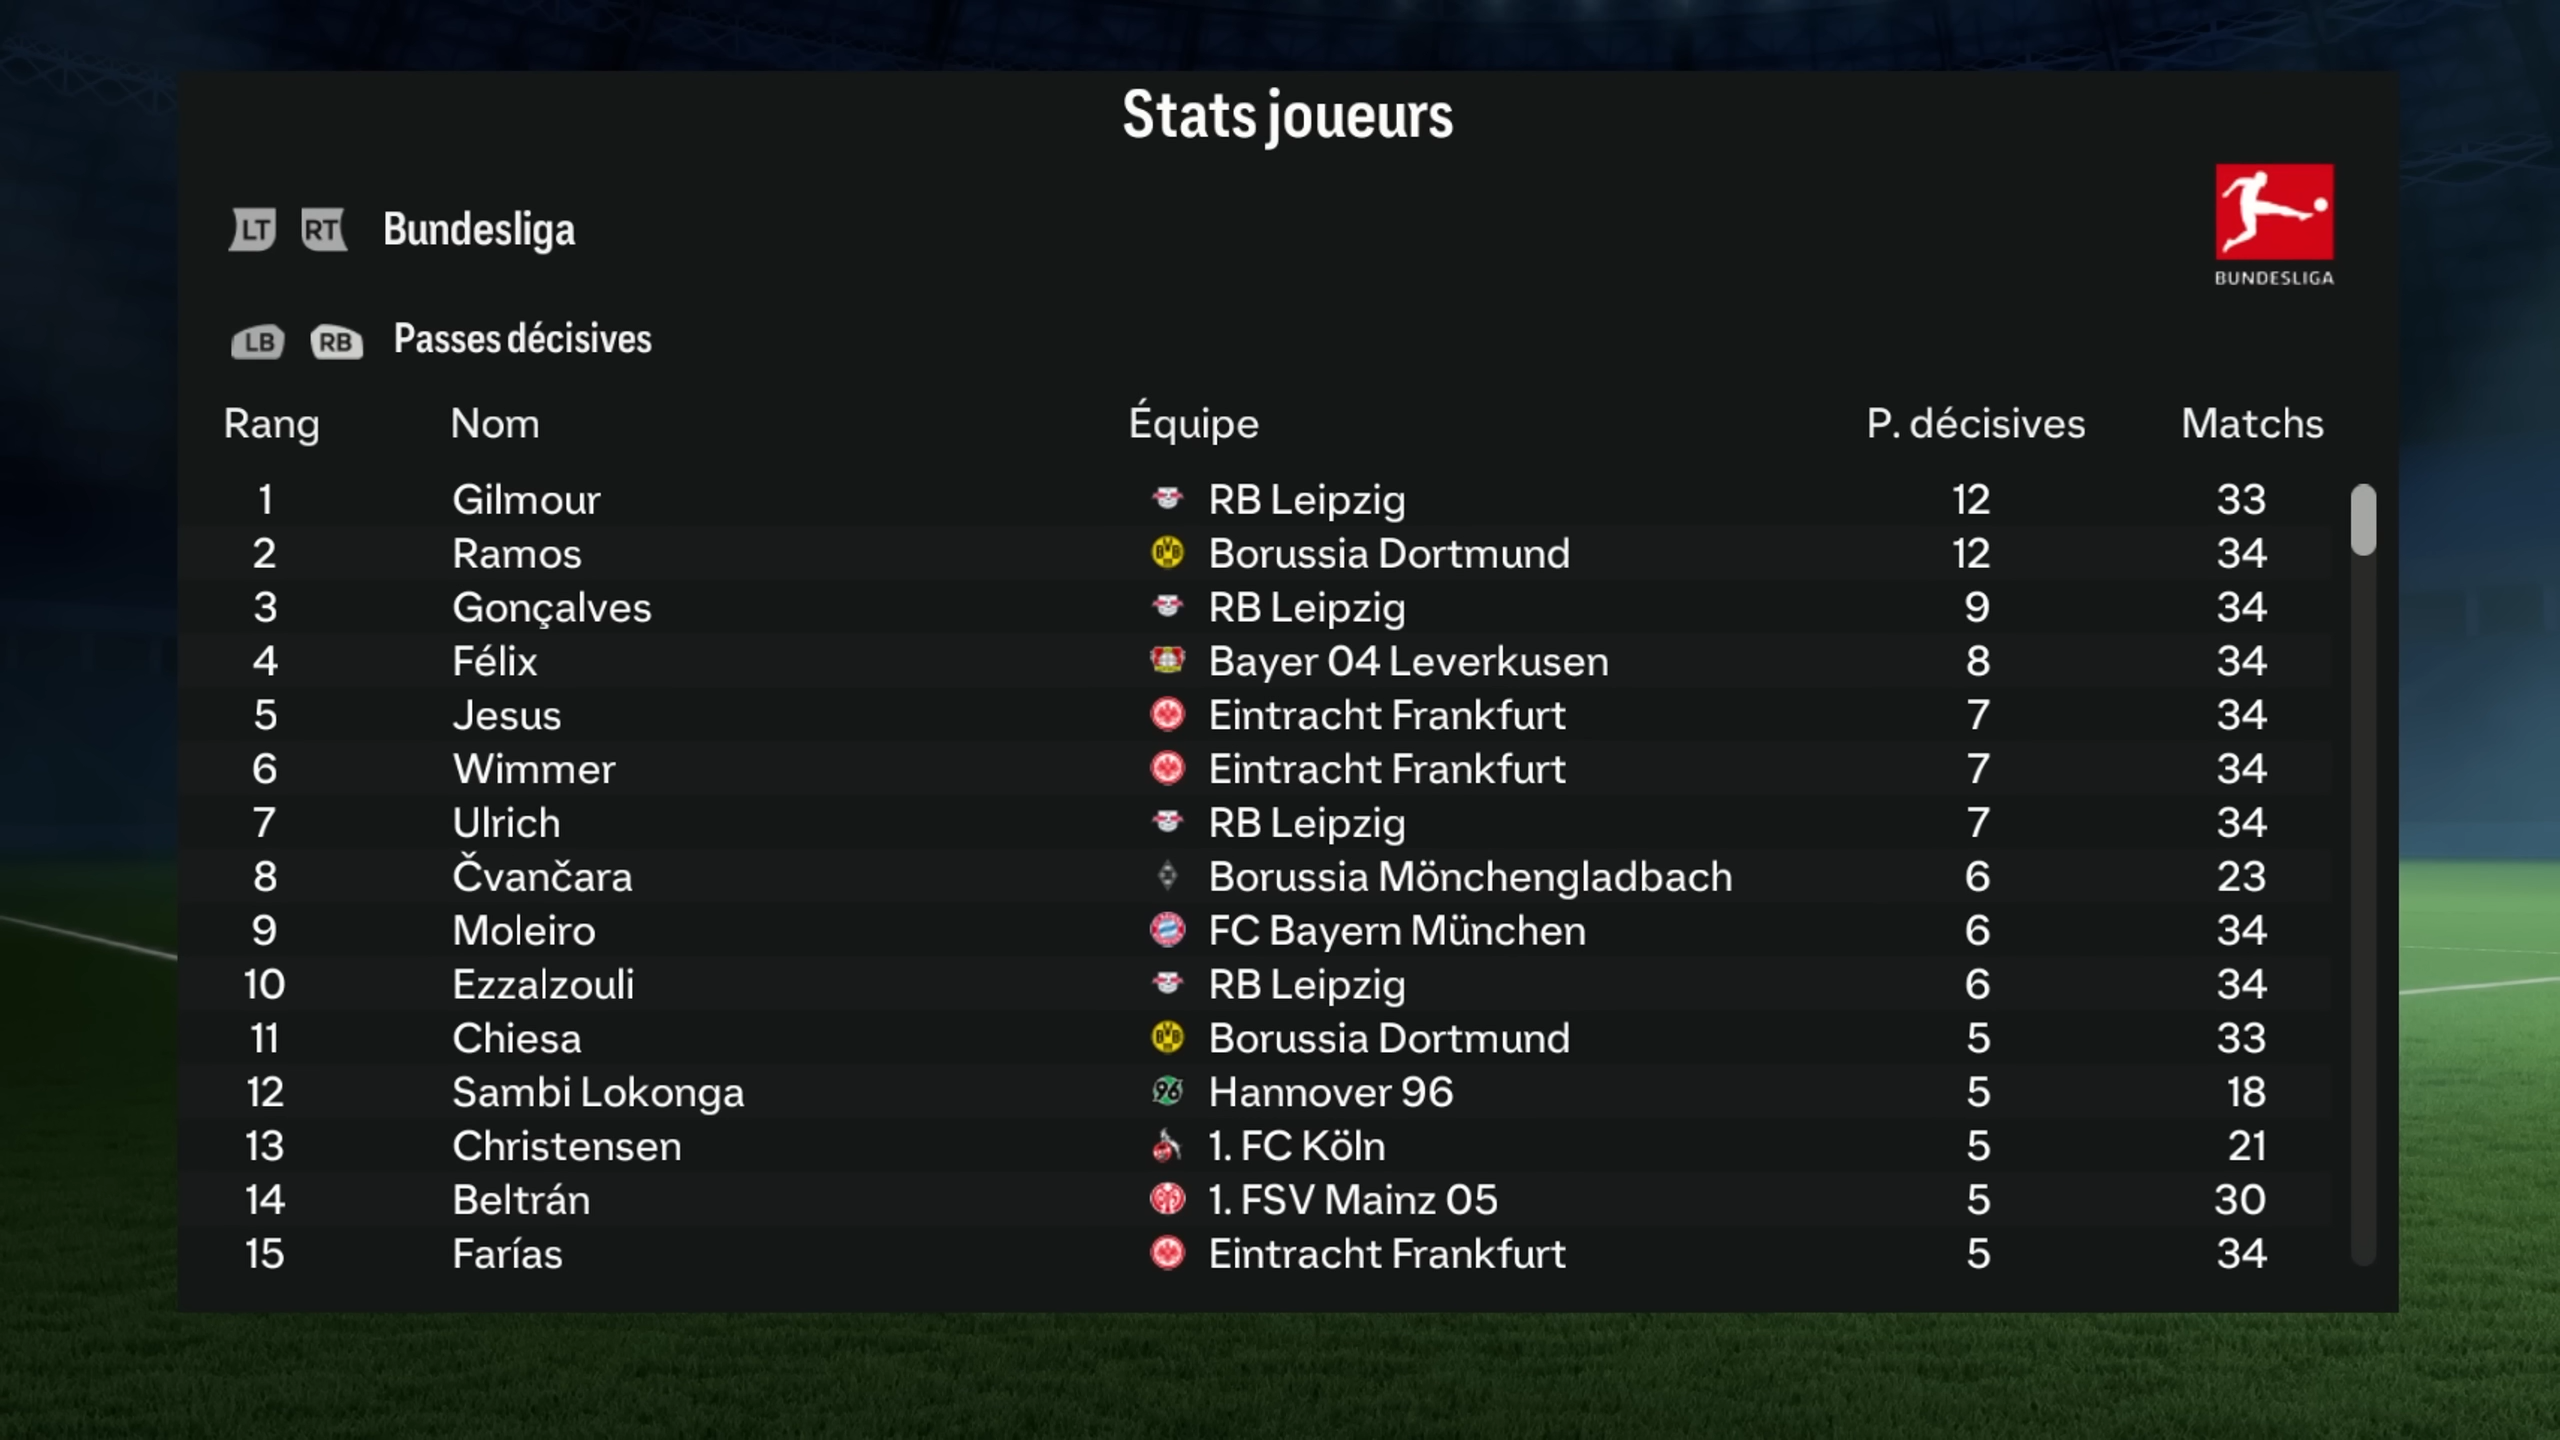 Stats joueurs
LT RT Bundesliga
BUNDESLIGA
LB RB Passes décisives
Rang Nom Équipe P. décisives Matchs
1 Gilmour RB Leipzig 12 33
2 Ramos Borussia Dortmund 12 34
3 Gonçalves RB Leipzig 9 34
4 Félix Bayer 04 Leverkusen 8 34
5 Jesus Eintracht Frankfurt 7 34
6 Wimmer Eintracht Frankfurt 7 34
7 Ulrich RB Leipzig 7 34
8 Čvančara Borussia Mönchengladbach 6 23
9 Moleiro FC Bayern München 6 34
10 Ezzalzouli RB Leipzig 6 34
11 Chiesa Borussia Dortmund 5 33
12 Sambi Lokonga Hannover 96 5 18
13 Christensen 1. FC Köln 5 21
14 Beltrán 1. FSV Mainz 05 5 30
15 Farías Eintracht Frankfurt 5 34